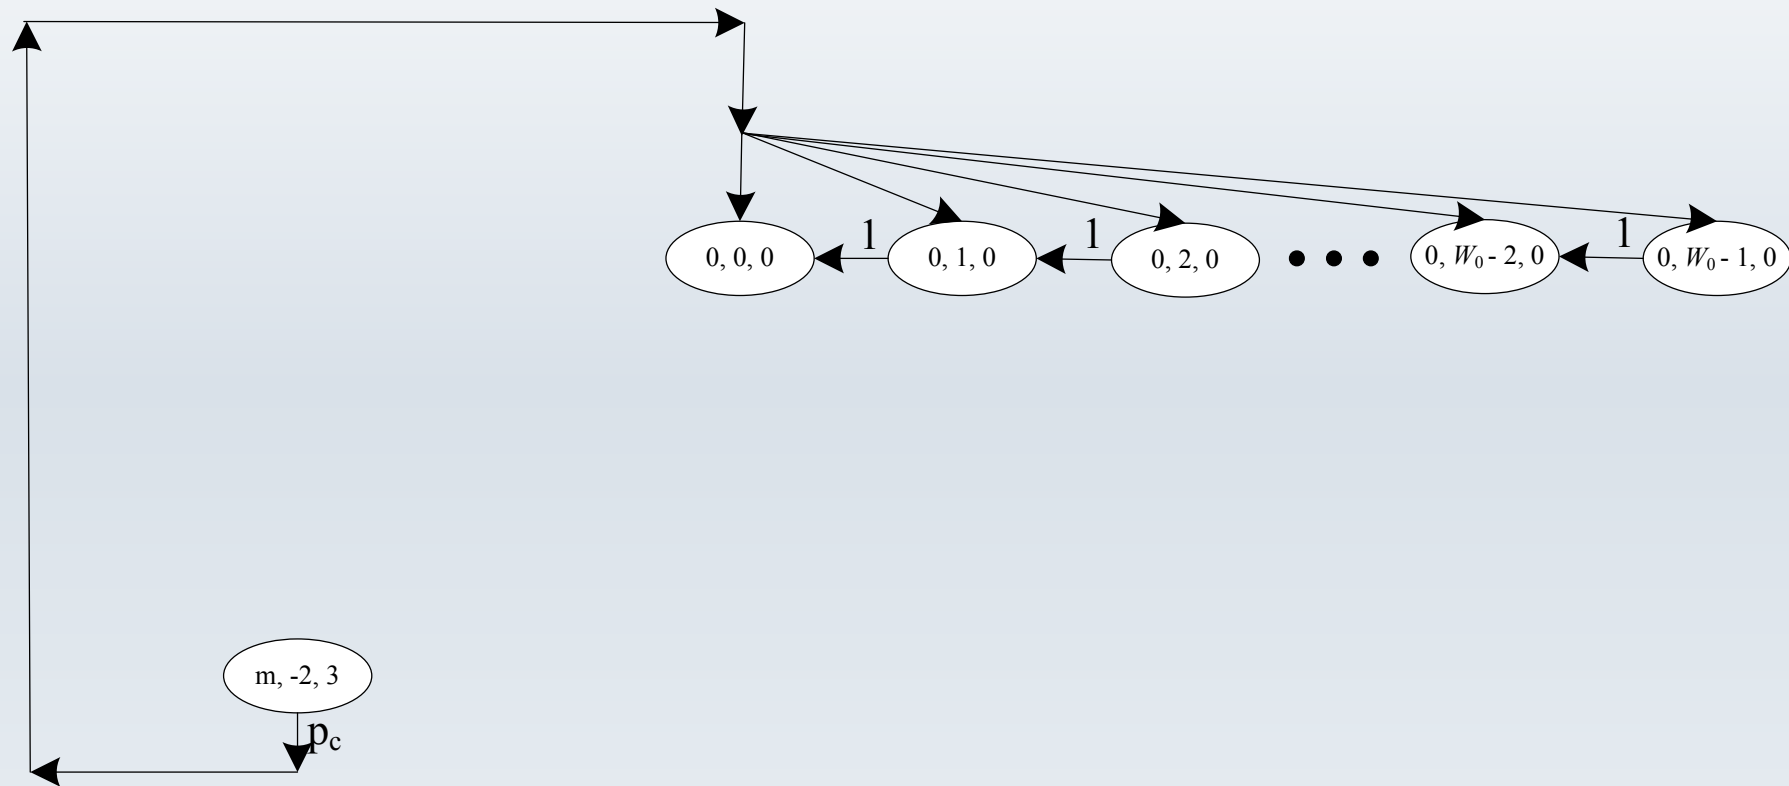 1 1 1
0, 0, 0 0, 1, 0 0, 2, 0 0, W₀ - 2, 0 0, W₀ - 1, 0
m, -2, 3
p_c